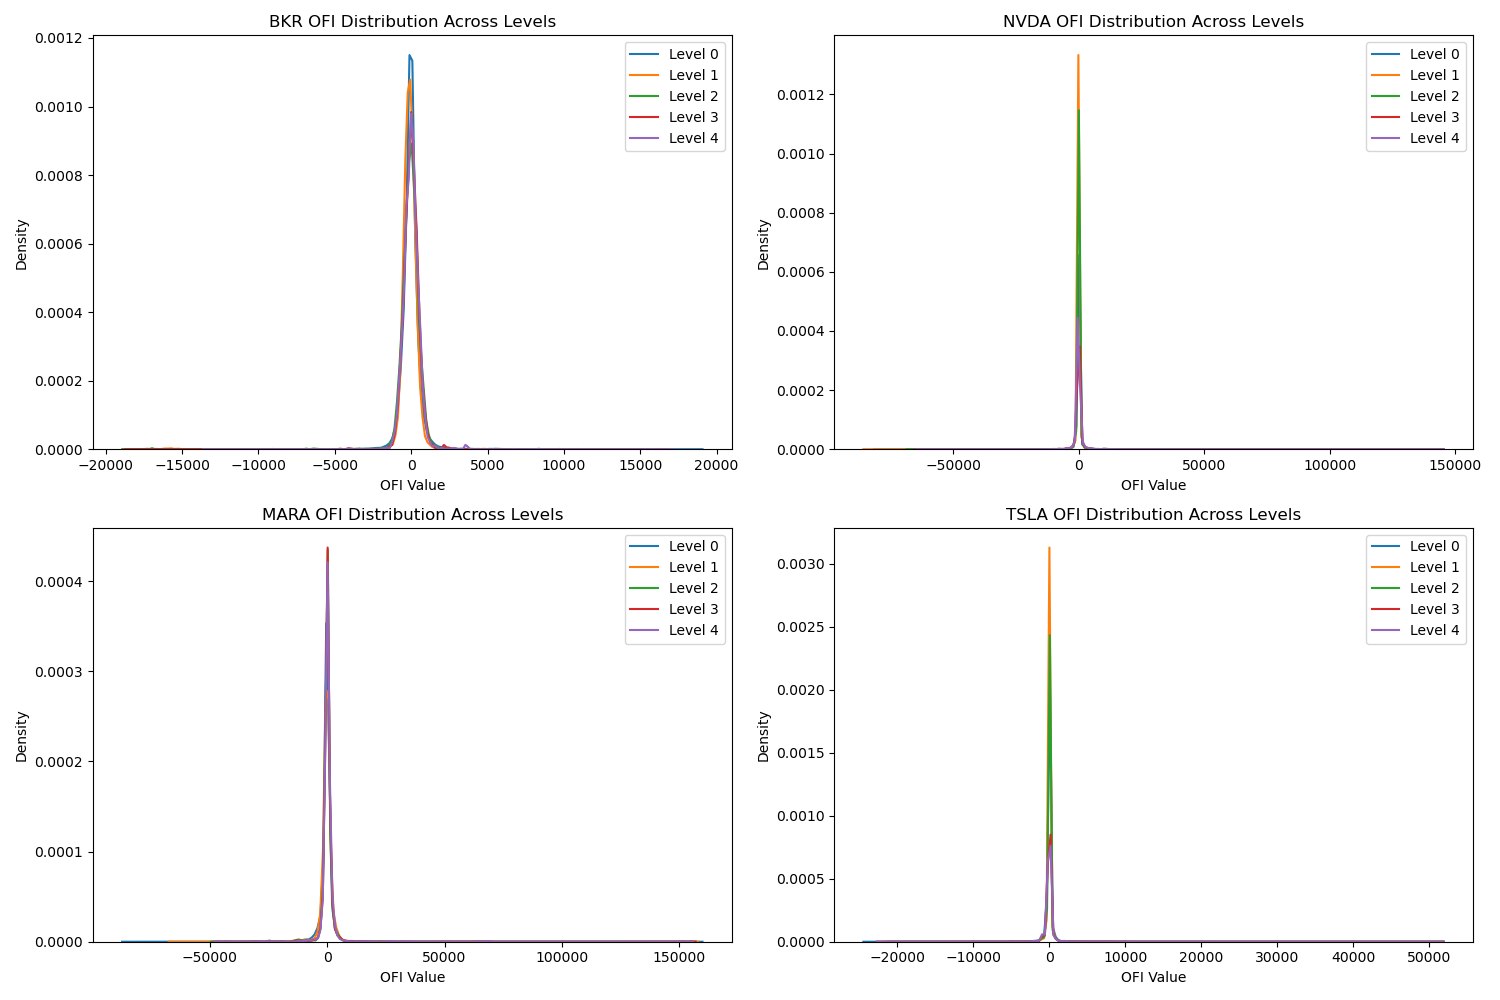 BKR OFI Distribution Across Levels
0.0012
0.0010
0.0008
0.0006
0.0004
0.0002
0.0000
Density
−20000 −15000 −10000 −5000 0 5000 10000 15000 20000
OFI Value
Level 0
Level 1
Level 2
Level 3
Level 4
NVDA OFI Distribution Across Levels
0.0012
0.0010
0.0008
0.0006
0.0004
0.0002
0.0000
Density
−50000 0 50000 100000 150000
OFI Value
Level 0
Level 1
Level 2
Level 3
Level 4
MARA OFI Distribution Across Levels
0.0004
0.0003
0.0002
0.0001
0.0000
Density
−50000 0 50000 100000 150000
OFI Value
Level 0
Level 1
Level 2
Level 3
Level 4
TSLA OFI Distribution Across Levels
0.0030
0.0025
0.0020
0.0015
0.0010
0.0005
0.0000
Density
−20000 −10000 0 10000 20000 30000 40000 50000
OFI Value
Level 0
Level 1
Level 2
Level 3
Level 4